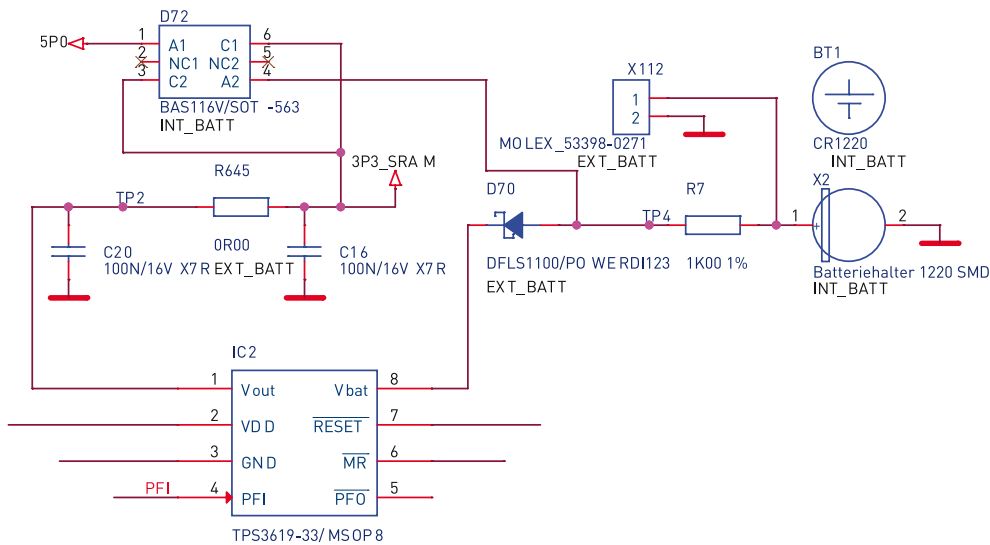 D72
5P0
1 A1 C1 6
2 NC1 NC2 5
3 C2 A2 4
BAS116V/SOT -563
INT_BATT
X112
1
2
MOLEX_53398-0271
EXT_BATT
BT1
CR1220
INT_BATT
3P3_SRA M
R645
TP2
0R00
EXT_BATT
C20
100N/16V X7R
C16
100N/16V X7R
D70
DFLS1100/PO WE RDI123
EXT_BATT
TP4
R7
1K00 1%
X2
1 + 2
Batteriehalter 1220 SMD
INT_BATT
IC2
1 Vout Vbat 8
2 VDD RESET 7
3 GND MR 6
PFI 4 PFI PFO 5
TPS3619-33/MSOP8